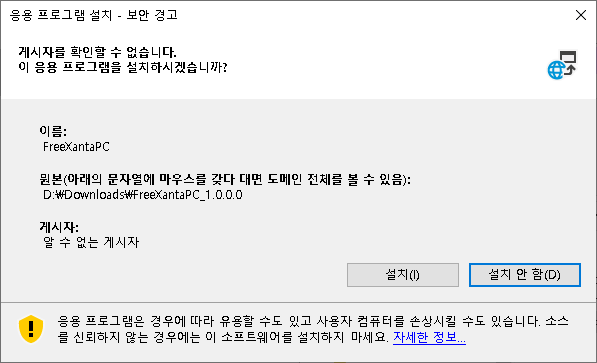 응용 프로그램 설치 - 보안 경고
게시자를 확인할 수 없습니다.
이 응용 프로그램을 설치하시겠습니까?
이름:
FreeXantaPC
원본(아래의 문자열에 마우스를 갖다 대면 도메인 전체를 볼 수 있음):
D:₩Downloads₩FreeXantaPC_1.0.0.0
게시자:
알 수 없는 게시자
설치(I)
설치 안 함(D)
응용 프로그램은 경우에 따라 유용할 수도 있고 사용자 컴퓨터를 손상시킬 수도 있습니다. 소스
를 신뢰하지 않는 경우에는 이 소프트웨어를 설치하지 마세요. 자세한 정보...